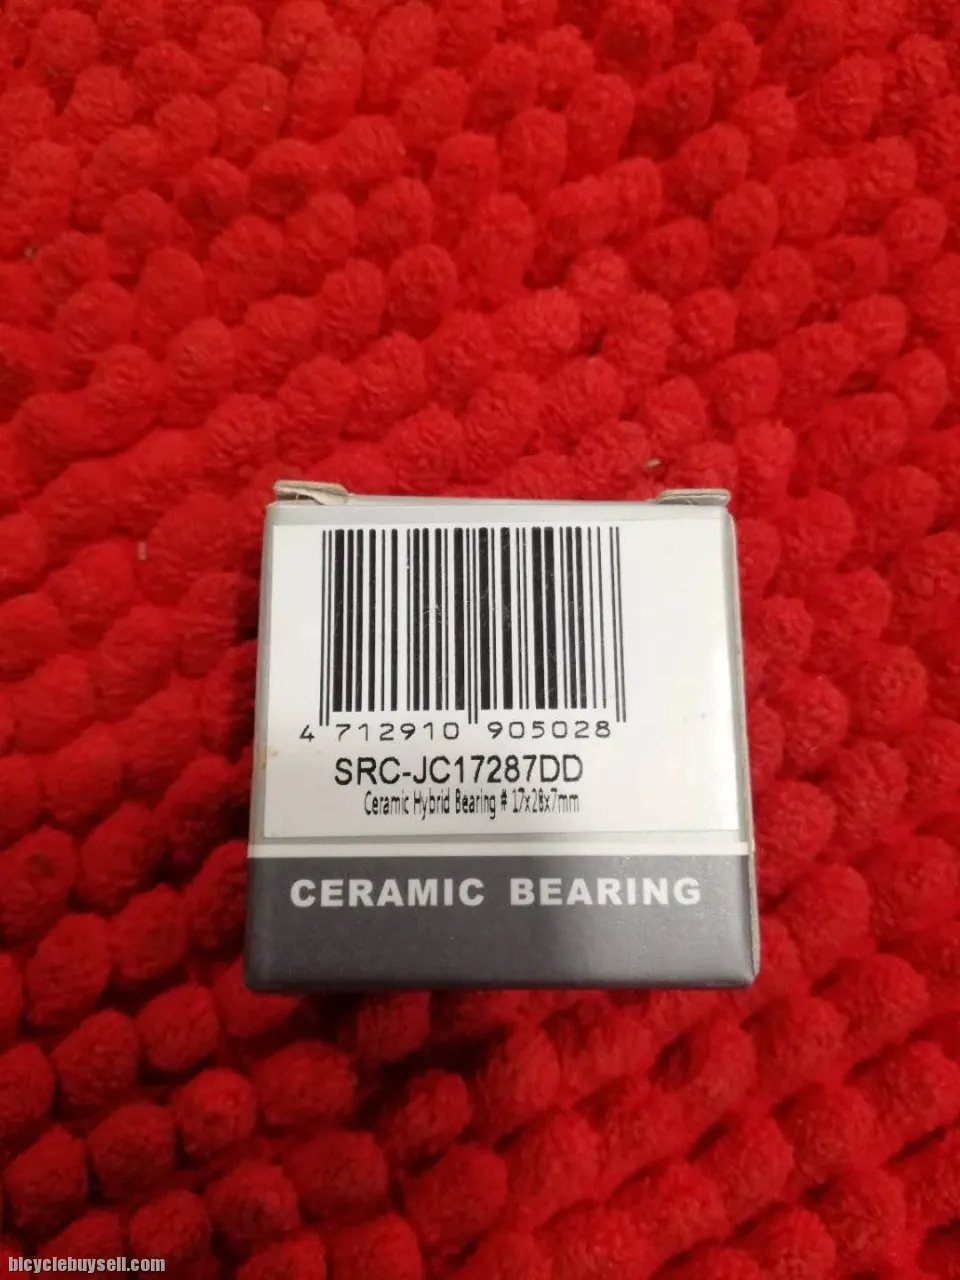 4 712910 905028
SRC-JC17287DD
Ceramic Hybrid Bearing # 17x28x7mm
CERAMIC BEARING
bicyclebuysell.com